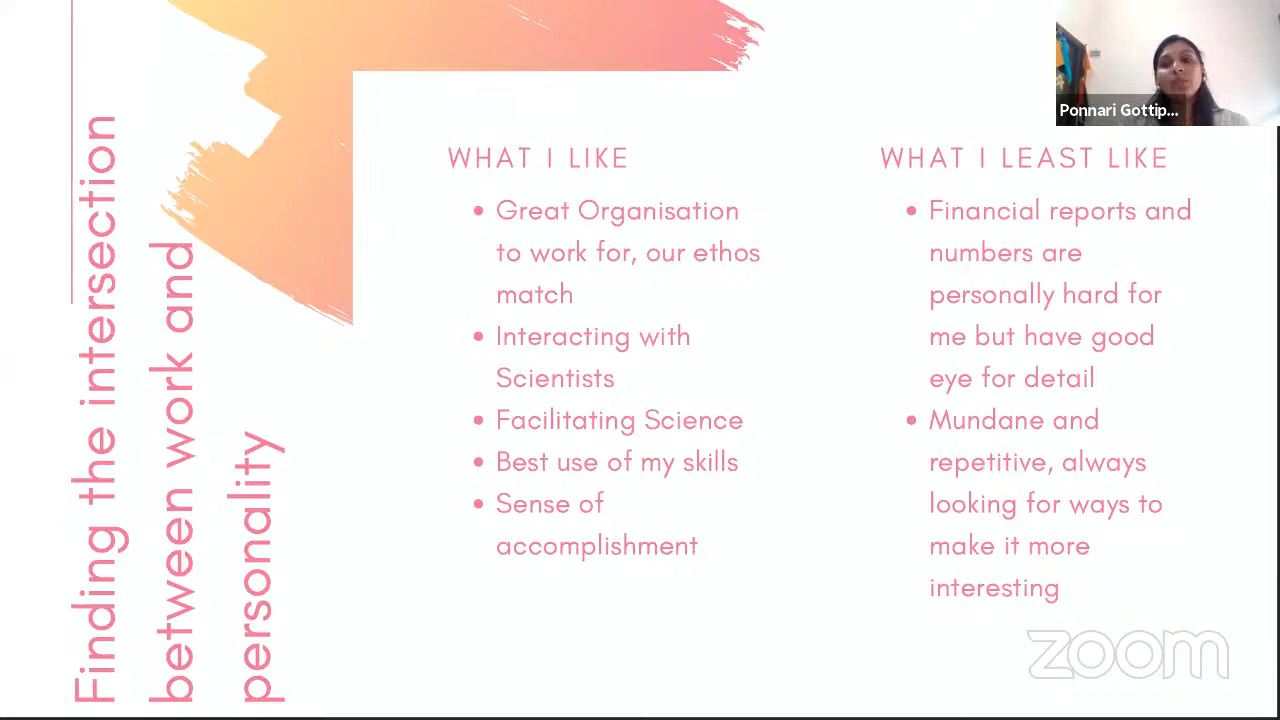 Finding the intersection
between work and
personality
WHAT I LIKE
• Great Organisation
to work for, our ethos
match
• Interacting with
Scientists
• Facilitating Science
• Best use of my skills
• Sense of
accomplishment
WHAT I LEAST LIKE
• Financial reports and
numbers are
personally hard for
me but have good
eye for detail
• Mundane and
repetitive, always
looking for ways to
make it more
interesting
Ponnari Gottip...
zoom